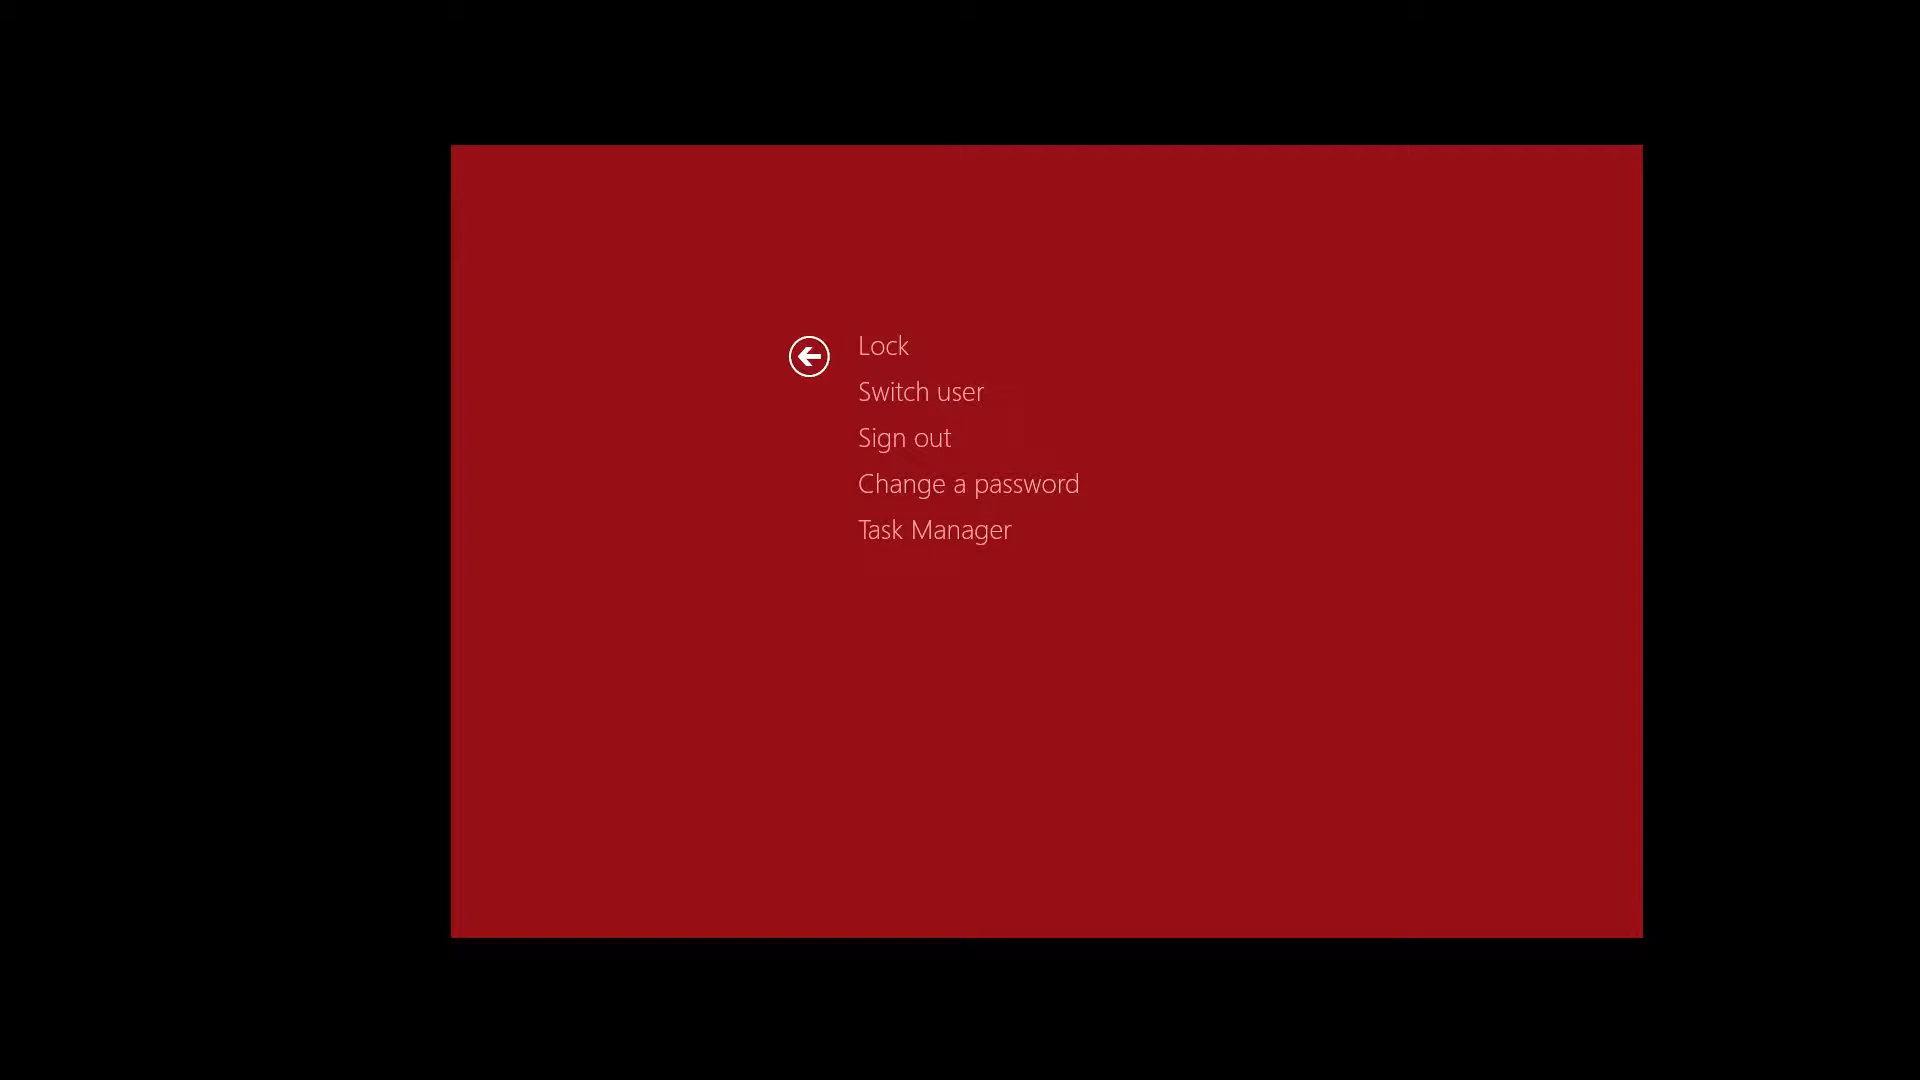 Lock
Switch user
Sign out
Change a password
Task Manager